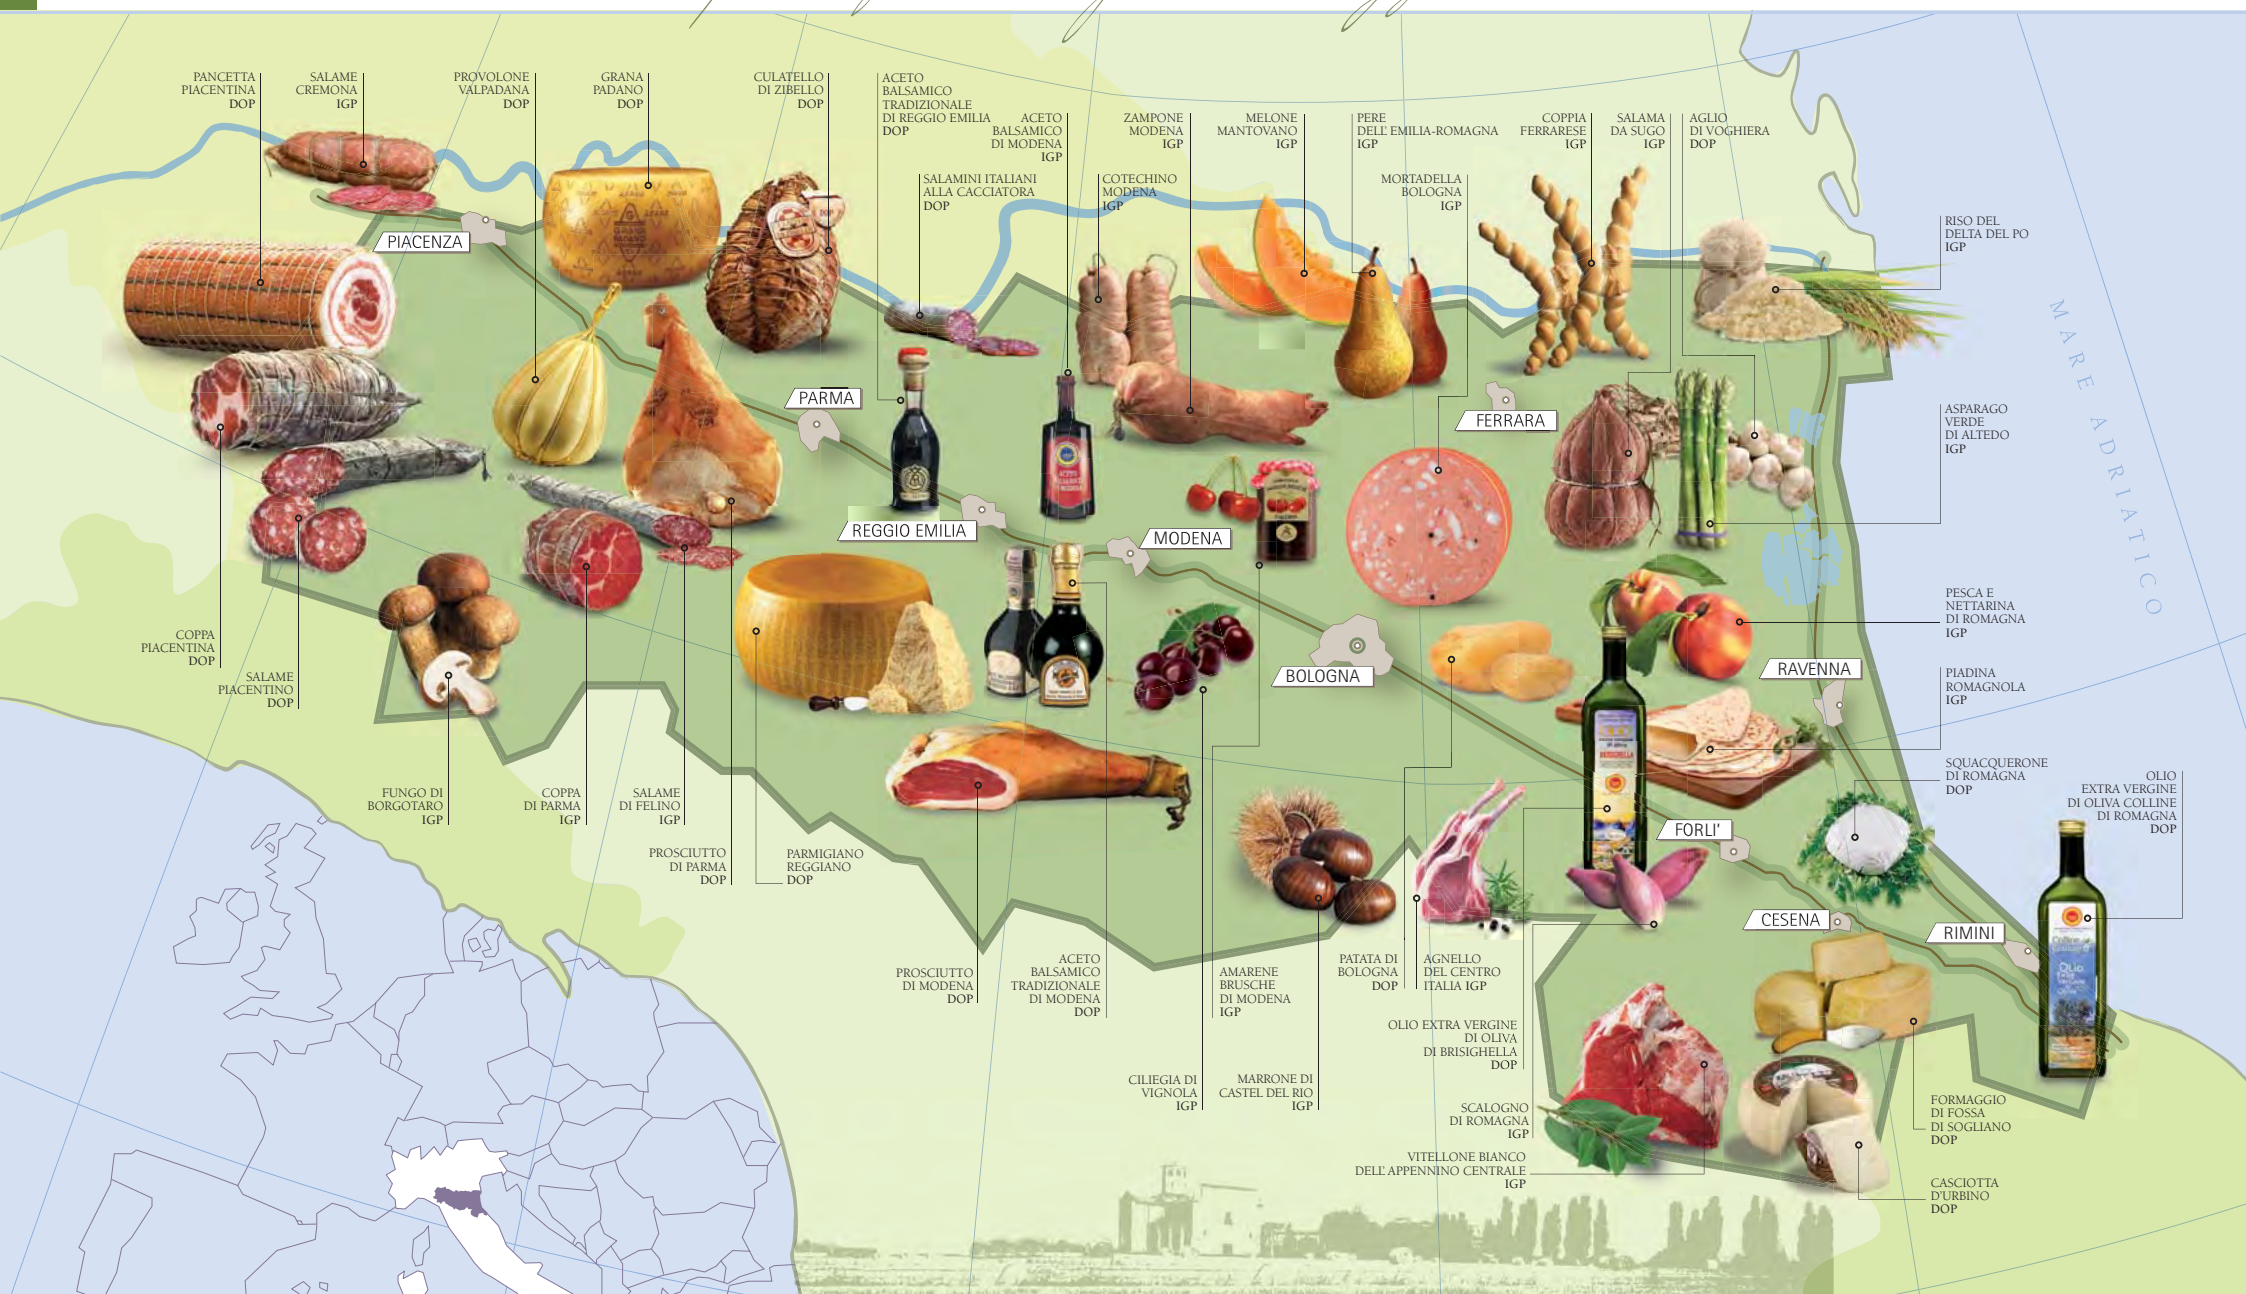 PANCETTA
PIACENTINA
DOP
SALAME
CREMONA
IGP
PROVOLONE
VALPADANA
DOP
GRANA
PADANO
DOP
CULATELLO
DI ZIBELLO
DOP
ACETO
BALSAMICO
TRADIZIONALE
DI REGGIO EMILIA
DOP
ACETO
BALSAMICO
DI MODENA
IGP
ZAMPONE
MODENA
IGP
MELONE
MANTOVANO
IGP
PERE
DELL'EMILIA-ROMAGNA
IGP
COPPIA
FERRARESE
IGP
SALAMA
DA SUGO
IGP
AGLIO
DI VOGHIERA
DOP
SALAMINI ITALIANI
ALLA CACCIATORA
DOP
COTECHINO
MODENA
IGP
MORTADELLA
BOLOGNA
IGP
RISO DEL
DELTA DEL PO
IGP
PIACENZA
PARMA
FERRARA
REGGIO EMILIA
MODENA
BOLOGNA
RAVENNA
FORLI'
CESENA
RIMINI
MARE ADRIATICO
ASPARAGO
VERDE
DI ALTEDO
IGP
PESCA E
NETTARINA
DI ROMAGNA
IGP
PIADINA
ROMAGNOLA
IGP
SQUACQUERONE
DI ROMAGNA
DOP
OLIO
EXTRA VERGINE
DI OLIVA COLLINE
DI ROMAGNA
DOP
COPPA
PIACENTINA
DOP
SALAME
PIACENTINO
DOP
FUNGO DI
BORGOTARO
IGP
COPPA
DI PARMA
IGP
SALAME
DI FELINO
IGP
PROSCIUTTO
DI PARMA
DOP
PARMIGIANO
REGGIANO
DOP
PROSCIUTTO
DI MODENA
DOP
ACETO
BALSAMICO
TRADIZIONALE
DI MODENA
DOP
AMARENE
BRUSCHE
DI MODENA
IGP
PATATA DI
BOLOGNA
DOP
AGNELLO
DEL CENTRO
ITALIA IGP
OLIO EXTRA VERGINE
DI OLIVA
DI BRISIGHELLA
DOP
CILIEGIA DI
VIGNOLA
IGP
MARRONE DI
CASTEL DEL RIO
IGP
SCALOGNO
DI ROMAGNA
IGP
VITELLONE BIANCO
DELL'APPENNINO CENTRALE
IGP
FORMAGGIO
DI FOSSA
DI SOGLIANO
DOP
CASCIOTTA
D'URBINO
DOP